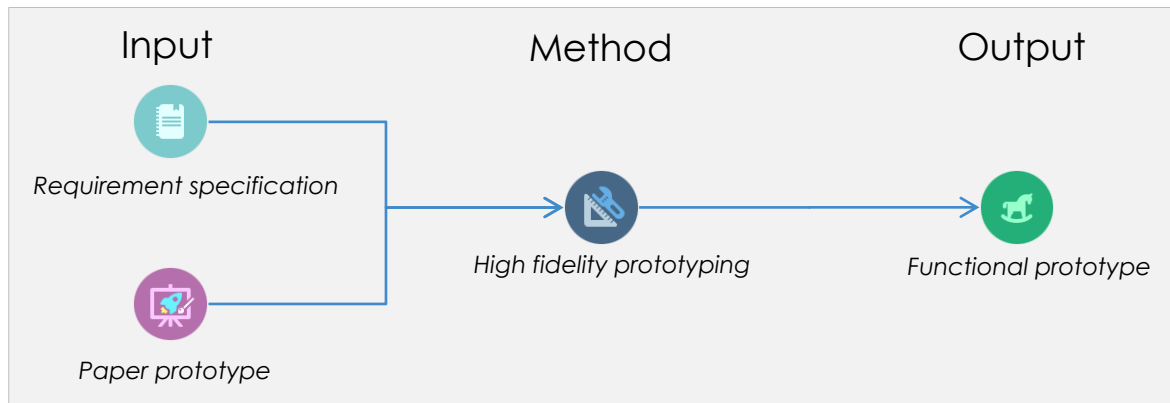 Input
Method
Output
Requirement specification
High fidelity prototyping
Functional prototype
Paper prototype